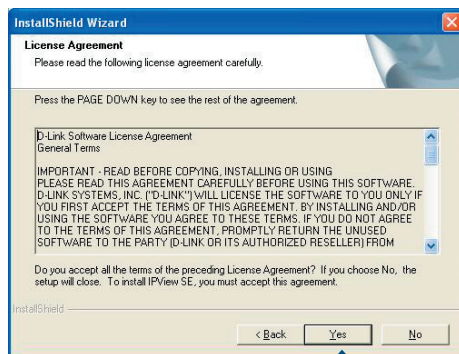 InstallShield Wizard
License Agreement
Please read the following license agreement carefully.
Press the PAGE DOWN key to see the rest of the agreement.
D-Link Software License Agreement
General Terms
IMPORTANT - READ BEFORE COPYING, INSTALLING OR USING
PLEASE READ THIS AGREEMENT CAREFULLY BEFORE USING THIS SOFTWARE.
D-LINK SYSTEMS, INC. ("D-LINK") WILL LICENSE THE SOFTWARE TO YOU ONLY IF
YOU FIRST ACCEPT THE TERMS OF THIS AGREEMENT. BY INSTALLING AND/OR
USING THE SOFTWARE YOU AGREE TO THESE TERMS. IF YOU DO NOT AGREE
TO THE TERMS OF THIS AGREEMENT, PROMPTLY RETURN THE UNUSED
SOFTWARE TO THE PARTY (D-LINK OR ITS AUTHORIZED RESELLER) FROM
Do you accept all the terms of the preceding License Agreement? If you choose No, the
setup will close. To install IPView SE, you must accept this agreement.
InstallShield
< Back
Yes
No